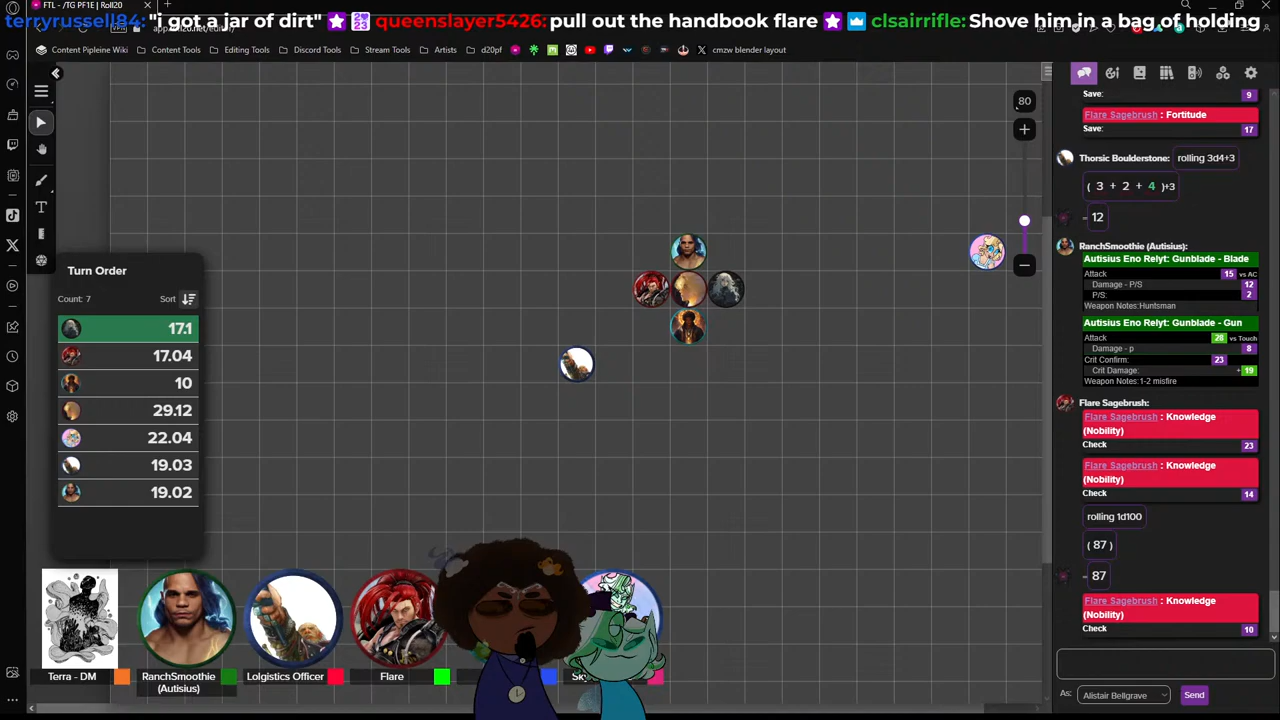 FTL - /TG PF1E | Roll20
terryrussell84: "i got a jar of dirt" queenslayer5426: pull out the handbook flare clsairrifle: Shove him in a bag of holding
Content Pipleine Wiki Content Tools Editing Tools Discord Tools Stream Tools Artists d20pf cmzw blender layout
80
Turn Order
Count: 7 Sort
17.1
17.04
10
29.12
22.04
19.03
19.02
Terra - DM
RanchSmoothie (Autisius)
Lolgistics Officer
Flare
Save: 9
Flare Sagebrush : Fortitude
Save: 17
Thorsic Boulderstone: rolling 3d4+3
( 3 + 2 + 4 )+3
= 12
RanchSmoothie (Autisius):
Autisius Eno Relyt: Gunblade - Blade
Attack 15 vs AC
Damage - P/S 12
P/S: 2
Weapon Notes:Huntsman
Autisius Eno Relyt: Gunblade - Gun
Attack 28 vs Touch
Damage - p 8
Crit Confirm: 23
Crit Damage: + 19
Weapon Notes:1-2 misfire
Flare Sagebrush:
Flare Sagebrush : Knowledge
(Nobility)
Check 23
Flare Sagebrush : Knowledge
(Nobility)
Check 14
rolling 1d100
( 87 )
= 87
Flare Sagebrush : Knowledge
(Nobility)
Check 10
As: Alistair Bellgrave Send